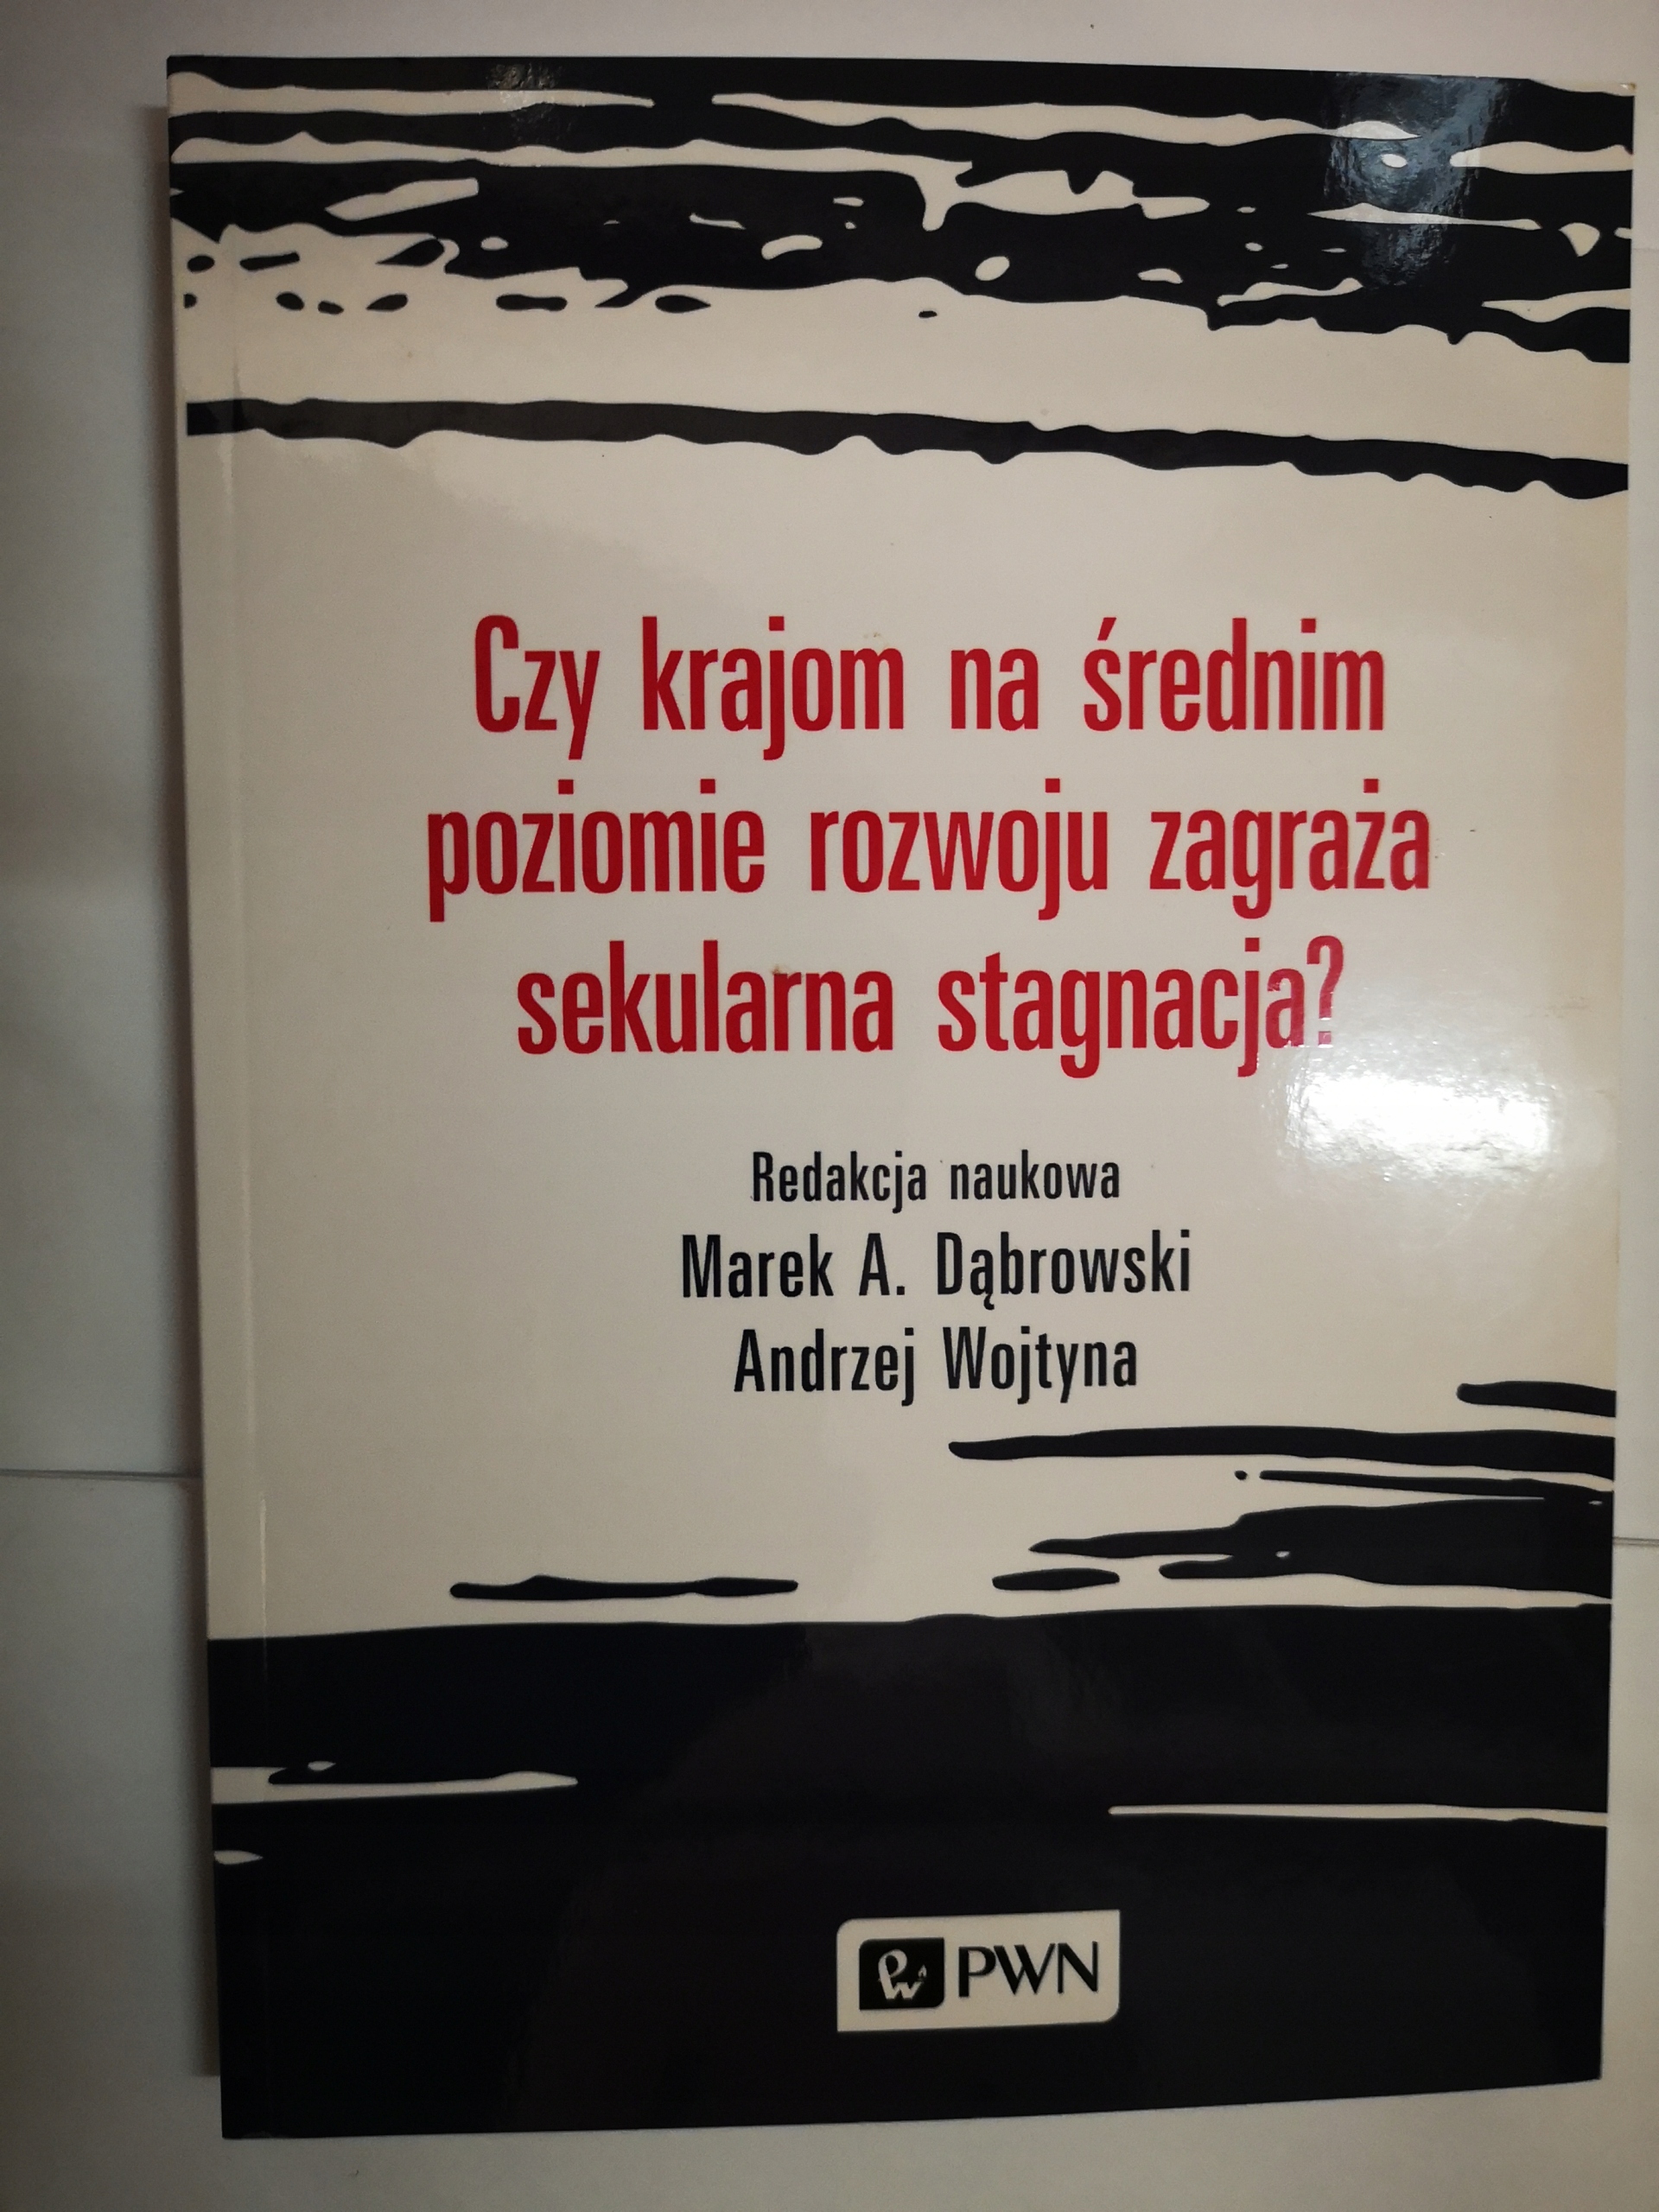 Czy krajom na średnim
poziomie rozwoju zagraża
sekularna stagnacja?
Redakcja naukowa
Marek A. Dąbrowski
Andrzej Wojtyna
PWN